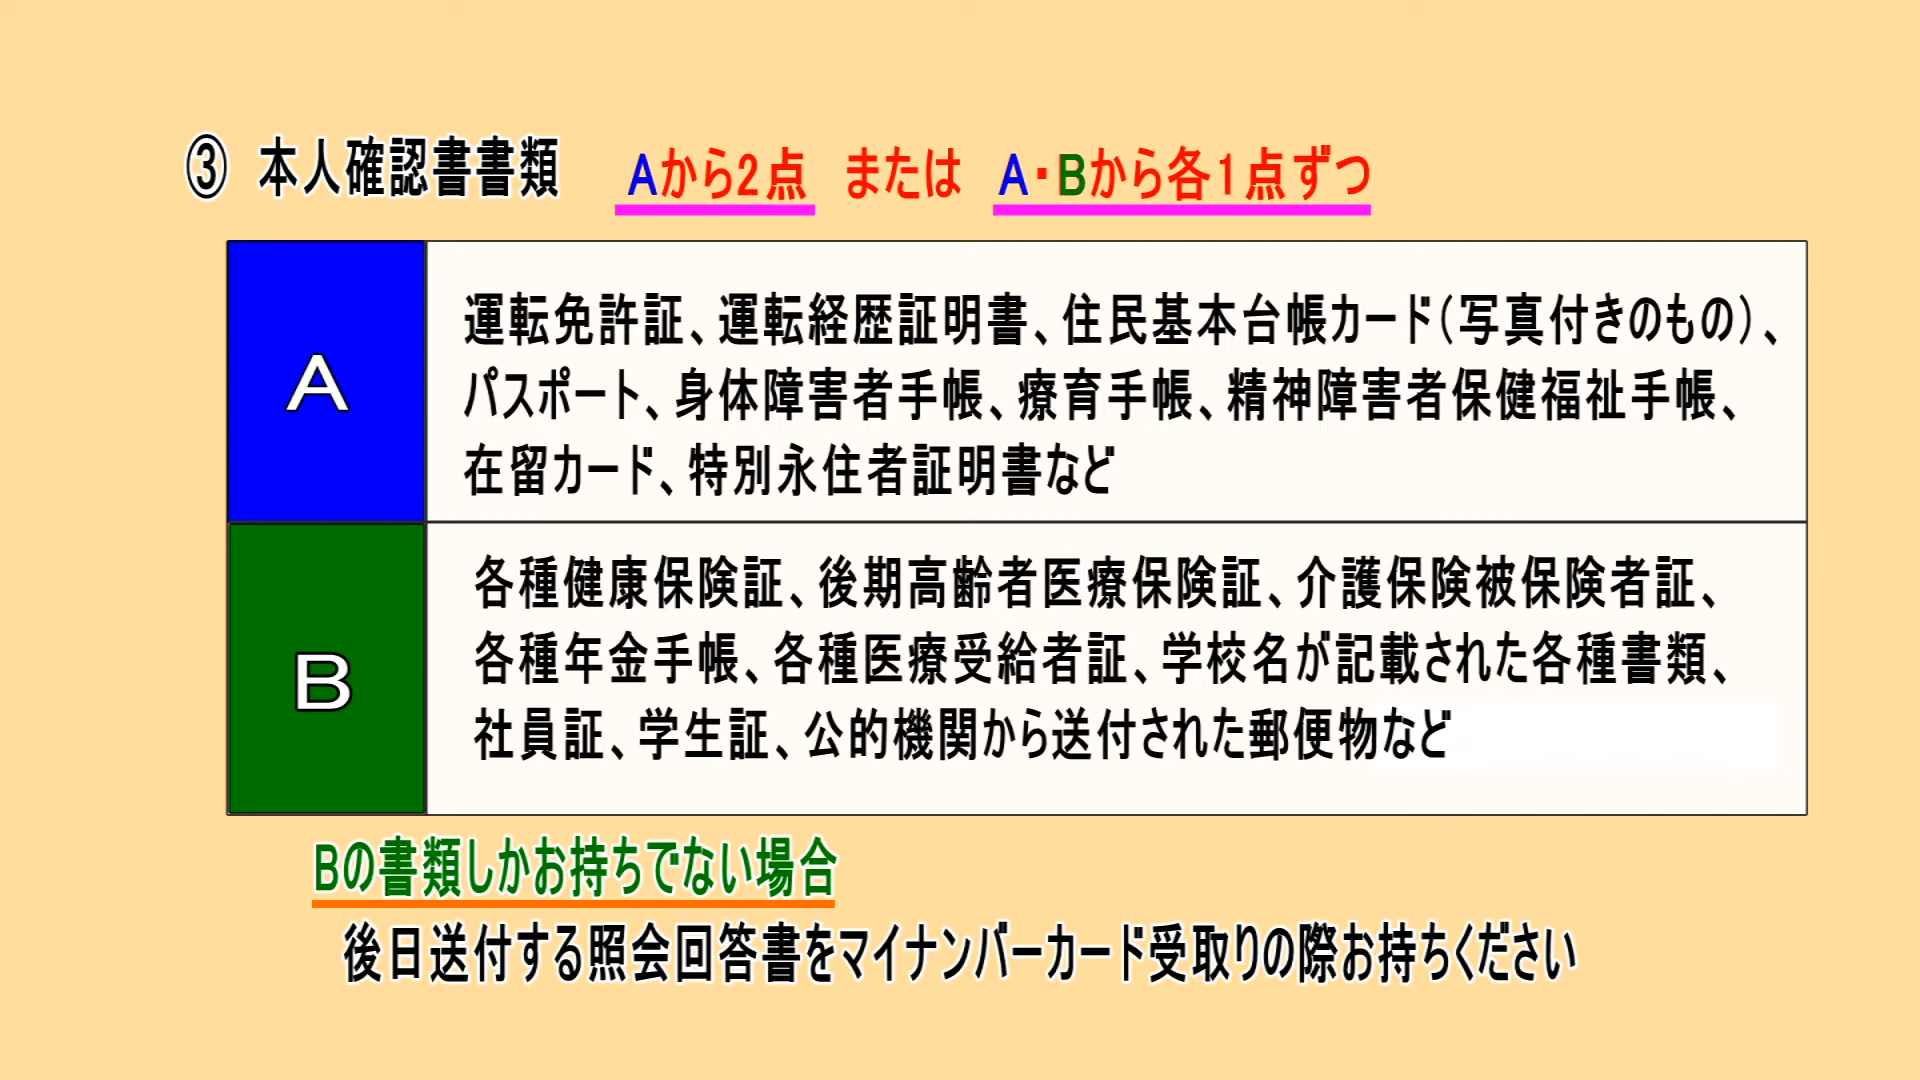 ③ 本人確認書書類 Aから2点 または A・Bから各1点ずつ
A
運転免許証、運転経歴証明書、住民基本台帳カード(写真付きのもの)、
パスポート、身体障害者手帳、療育手帳、精神障害者保健福祉手帳、
在留カード、特別永住者証明書など
B
各種健康保険証、後期高齢者医療保険証、介護保険被保険者証、
各種年金手帳、各種医療受給者証、学校名が記載された各種書類、
社員証、学生証、公的機関から送付された郵便物など
Bの書類しかお持ちでない場合
後日送付する照会回答書をマイナンバーカード受取りの際お持ちください